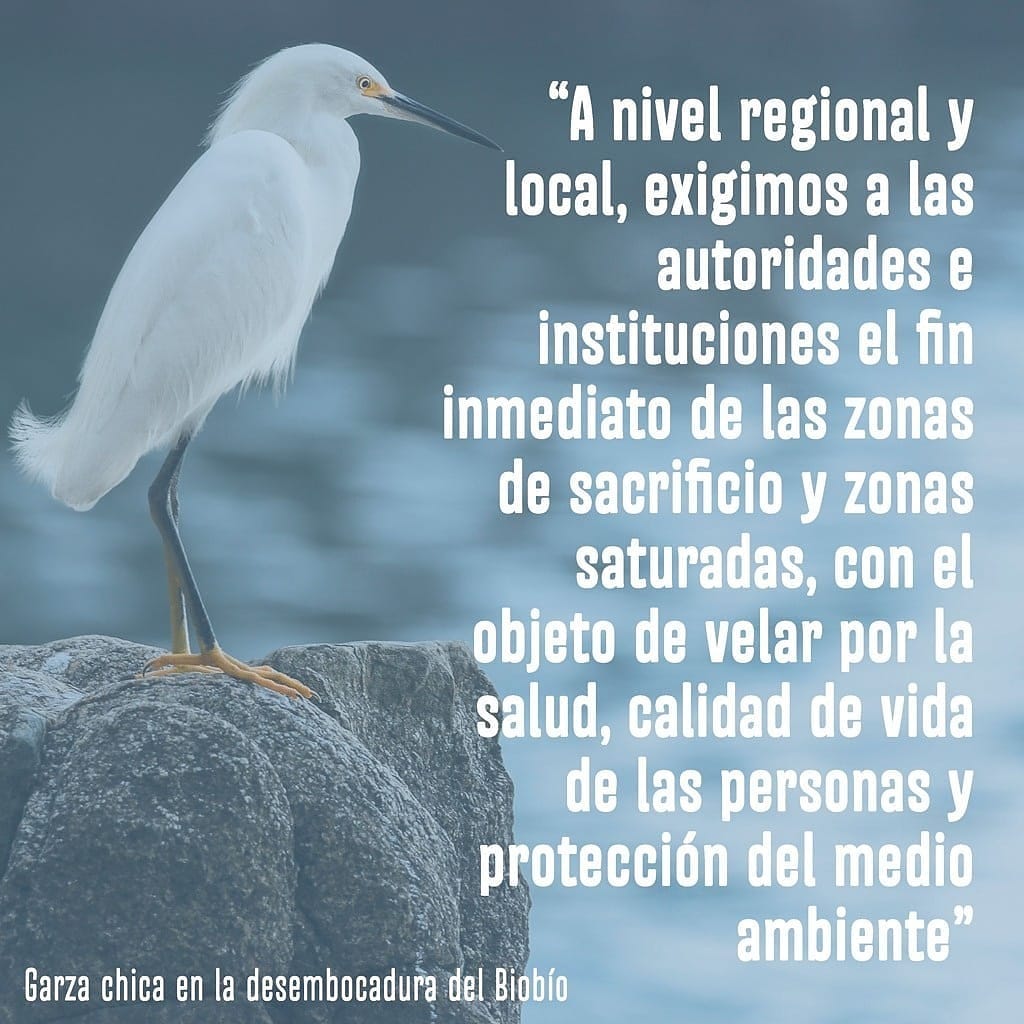 “A nivel regional y
local, exigimos a las
autoridades e
instituciones el fin
inmediato de las zonas
de sacrificio y zonas
saturadas, con el
objeto de velar por la
salud, calidad de vida
de las personas y
protección del medio
ambiente”
Garza chica en la desembocadura del Biobío